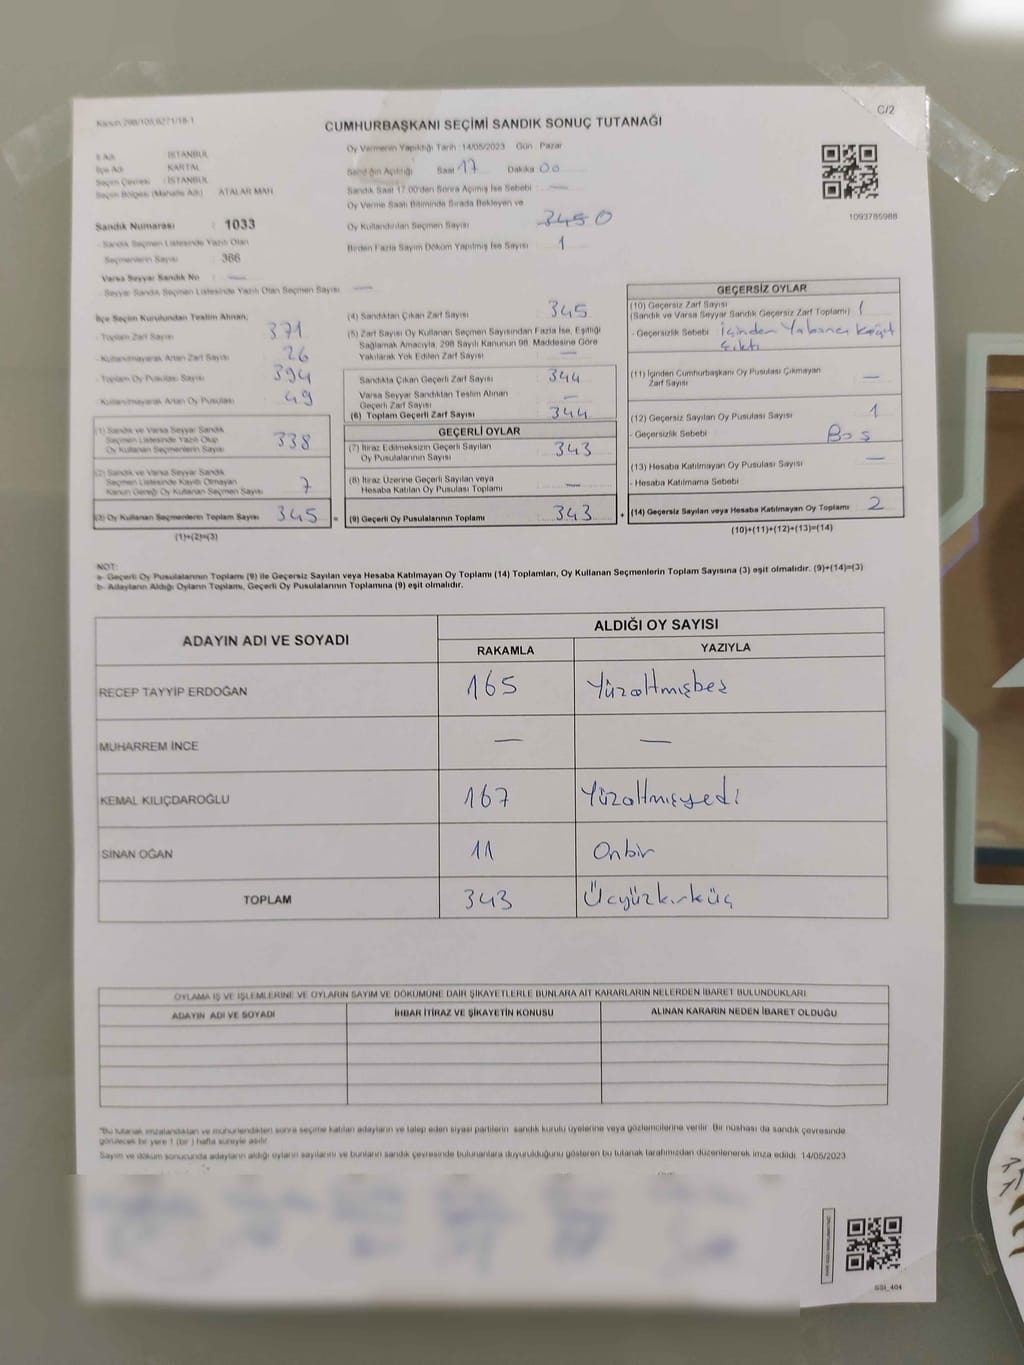 Kanun 298/105, 6271/18-1
C/2
CUMHURBAŞKANI SEÇİMİ SANDIK SONUÇ TUTANAĞI
İl Adı : İSTANBUL
İlçe Adı : KARTAL
Seçim Çevresi : İSTANBUL
Seçim Bölgesi (Mahalle Adı) : ATALAR MAH.
Sandık Numarası : 1033
- Sandık Seçmen Listesinde Yazılı Olan
Seçmenlerin Sayısı : 366
Varsa Seyyar Sandık No : —
- Seyyar Sandık Seçmen Listesinde Yazılı Olan Seçmen Sayısı : —
Oy Vermenin Yapıldığı Tarih : 14/05/2023 Gün : Pazar
Sandığın Açıldığı Saat 17 Dakika 00
Sandık Saat 17.00'den Sonra Açılmış İse Sebebi : —
Oy Verme Saati Bitiminde Sırada Bekleyen ve
Oy Kullandırılan Seçmen Sayısı : 345 0
Birden Fazla Sayım Döküm Yapılmış İse Sayısı : 1
1093785988
İlçe Seçim Kurulundan Teslim Alınan,
- Toplam Zarf Sayısı : 371
- Kullanılmayarak Artan Zarf Sayısı : 26
- Toplam Oy Pusulası Sayısı : 394
- Kullanılmayarak Artan Oy Pusulası : 49
(1) Sandık ve Varsa Seyyar Sandık
Seçmen Listesinde Yazılı Olup
Oy Kullanan Seçmenlerin Sayısı : 338
(2) Sandık ve Varsa Seyyar Sandık
Seçmen Listesinde Kayıtlı Olmayan
Kanun Gereği Oy Kullanan Seçmen Sayısı : 7
(3) Oy Kullanan Seçmenlerin Toplam Sayısı : 345
(1)+(2)=(3)
=
(4) Sandıktan Çıkan Zarf Sayısı : 345
(5) Zarf Sayısı Oy Kullanan Seçmen Sayısından Fazla İse, Eşitliği
Sağlamak Amacıyla, 298 Sayılı Kanunun 98. Maddesine Göre
Yakılarak Yok Edilen Zarf Sayısı : —
Sandıkta Çıkan Geçerli Zarf Sayısı : 344
Varsa Seyyar Sandıktan Teslim Alınan
Geçerli Zarf Sayısı : —
(6) Toplam Geçerli Zarf Sayısı : 344
GEÇERLİ OYLAR
(7) İtiraz Edilmeksizin Geçerli Sayılan
Oy Pusulalarının Sayısı : 343
(8) İtiraz Üzerine Geçerli Sayılan veya
Hesaba Katılan Oy Pusulası Toplamı : —
(9) Geçerli Oy Pusulalarının Toplamı : 343
+
GEÇERSİZ OYLAR
(10) Geçersiz Zarf Sayısı
(Sandık ve Varsa Seyyar Sandık Geçersiz Zarf Toplamı) : 1
- Geçersizlik Sebebi : İçinden Yabancı Kağıt
Çıktı
(11) İçinden Cumhurbaşkanı Oy Pusulası Çıkmayan
Zarf Sayısı : —
(12) Geçersiz Sayılan Oy Pusulası Sayısı : 1
- Geçersizlik Sebebi : Boş
(13) Hesaba Katılmayan Oy Pusulası Sayısı : —
- Hesaba Katılmama Sebebi
(14) Geçersiz Sayılan veya Hesaba Katılmayan Oy Toplamı : 2
(10)+(11)+(12)+(13)=(14)
NOT:
a- Geçerli Oy Pusulalarının Toplamı (9) ile Geçersiz Sayılan veya Hesaba Katılmayan Oy Toplamı (14) Toplamları, Oy Kullanan Seçmenlerin Toplam Sayısına (3) eşit olmalıdır. (9)+(14)=(3)
b- Adayların Aldığı Oyların Toplamı, Geçerli Oy Pusulalarının Toplamına (9) eşit olmalıdır.
ADAYIN ADI VE SOYADI
ALDIĞI OY SAYISI
RAKAMLA YAZIYLA
RECEP TAYYİP ERDOĞAN 165 Yüzaltmışbeş
MUHARREM İNCE — —
KEMAL KILIÇDAROĞLU 167 Yüzaltmışyedi
SİNAN OĞAN 11 Onbir
TOPLAM 343 Üçyüzkırküç
OYLAMA İŞ VE İŞLEMLERİNE VE OYLARIN SAYIM VE DÖKÜMÜNE DAİR ŞİKAYETLERLE BUNLARA AİT KARARLARIN NELERDEN İBARET BULUNDUKLARI
ADAYIN ADI VE SOYADI İHBAR İTİRAZ VE ŞİKAYETİN KONUSU ALINAN KARARIN NEDEN İBARET OLDUĞU
*Bu tutanak imzalandıktan ve mühürlendikten sonra seçime katılan adayların ve talep eden siyasi partilerin sandık kurulu üyelerine veya gözlemcilerine verilir. Bir nüshası da sandık çevresinde
görülecek bir yere 1 (bir) hafta süreyle asılır.
Sayım ve döküm sonucunda adayların aldığı oyların sayılarını ve bunların sandık çevresinde bulunanlara duyurulduğunu gösteren bu tutanak tarafımızdan düzenlenerek imza edildi. 14/05/2023
GSI_404